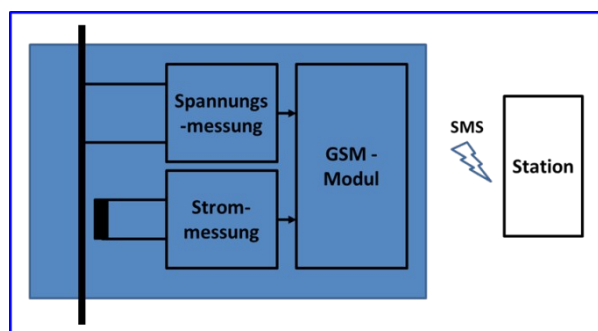 Spannungs
-messung
Strom-
messung
GSM -
Modul
SMS
Station